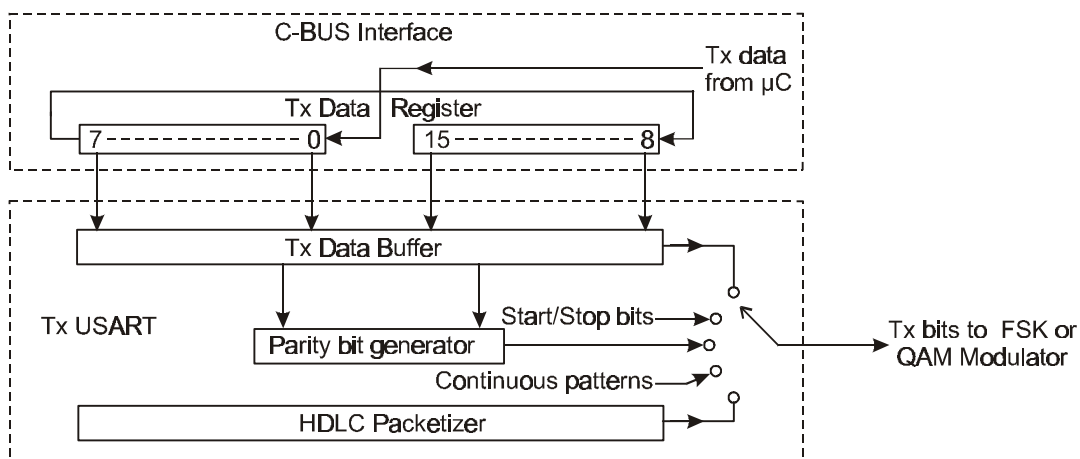 C-BUS Interface
Tx data
from µC
Tx Data Register
7 0 15 8
Tx Data Buffer
Tx USART
Start/Stop bits
Parity bit generator
Tx bits to FSK or
QAM Modulator
Continuous patterns
HDLC Packetizer